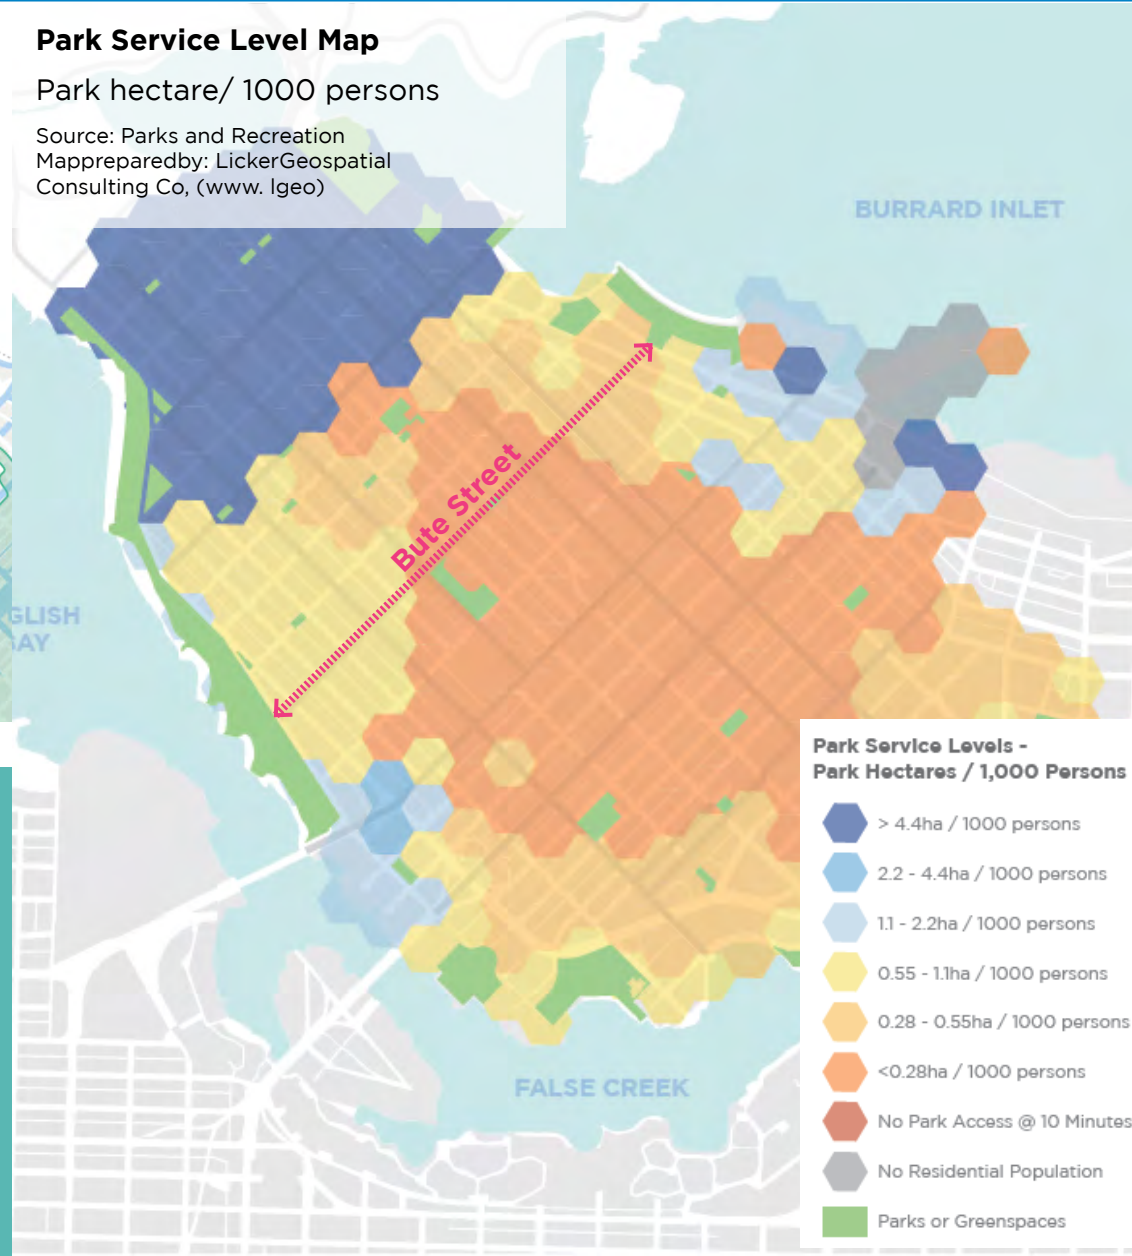 Park Service Level Map
Park hectare/ 1000 persons
Source: Parks and Recreation
Mappreparedby: LickerGeospatial
Consulting Co, (www. lgeo)
BURRARD INLET
Bute Street
GLISH
BAY
FALSE CREEK
Park Service Levels -
Park Hectares / 1,000 Persons
> 4.4ha / 1000 persons
2.2 - 4.4ha / 1000 persons
1.1 - 2.2ha / 1000 persons
0.55 - 1.1ha / 1000 persons
0.28 - 0.55ha / 1000 persons
<0.28ha / 1000 persons
No Park Access @ 10 Minutes
No Residential Population
Parks or Greenspaces